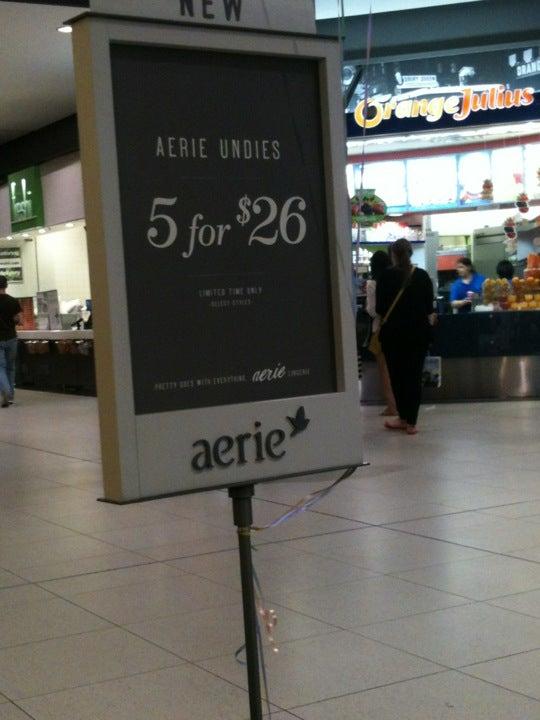 NEW
AERIE UNDIES
5 for $26
LIMITED TIME ONLY
SELECT STYLES
PRETTY GOES WITH EVERYTHING. aerie LINGERIE
aerie
Orange Julius